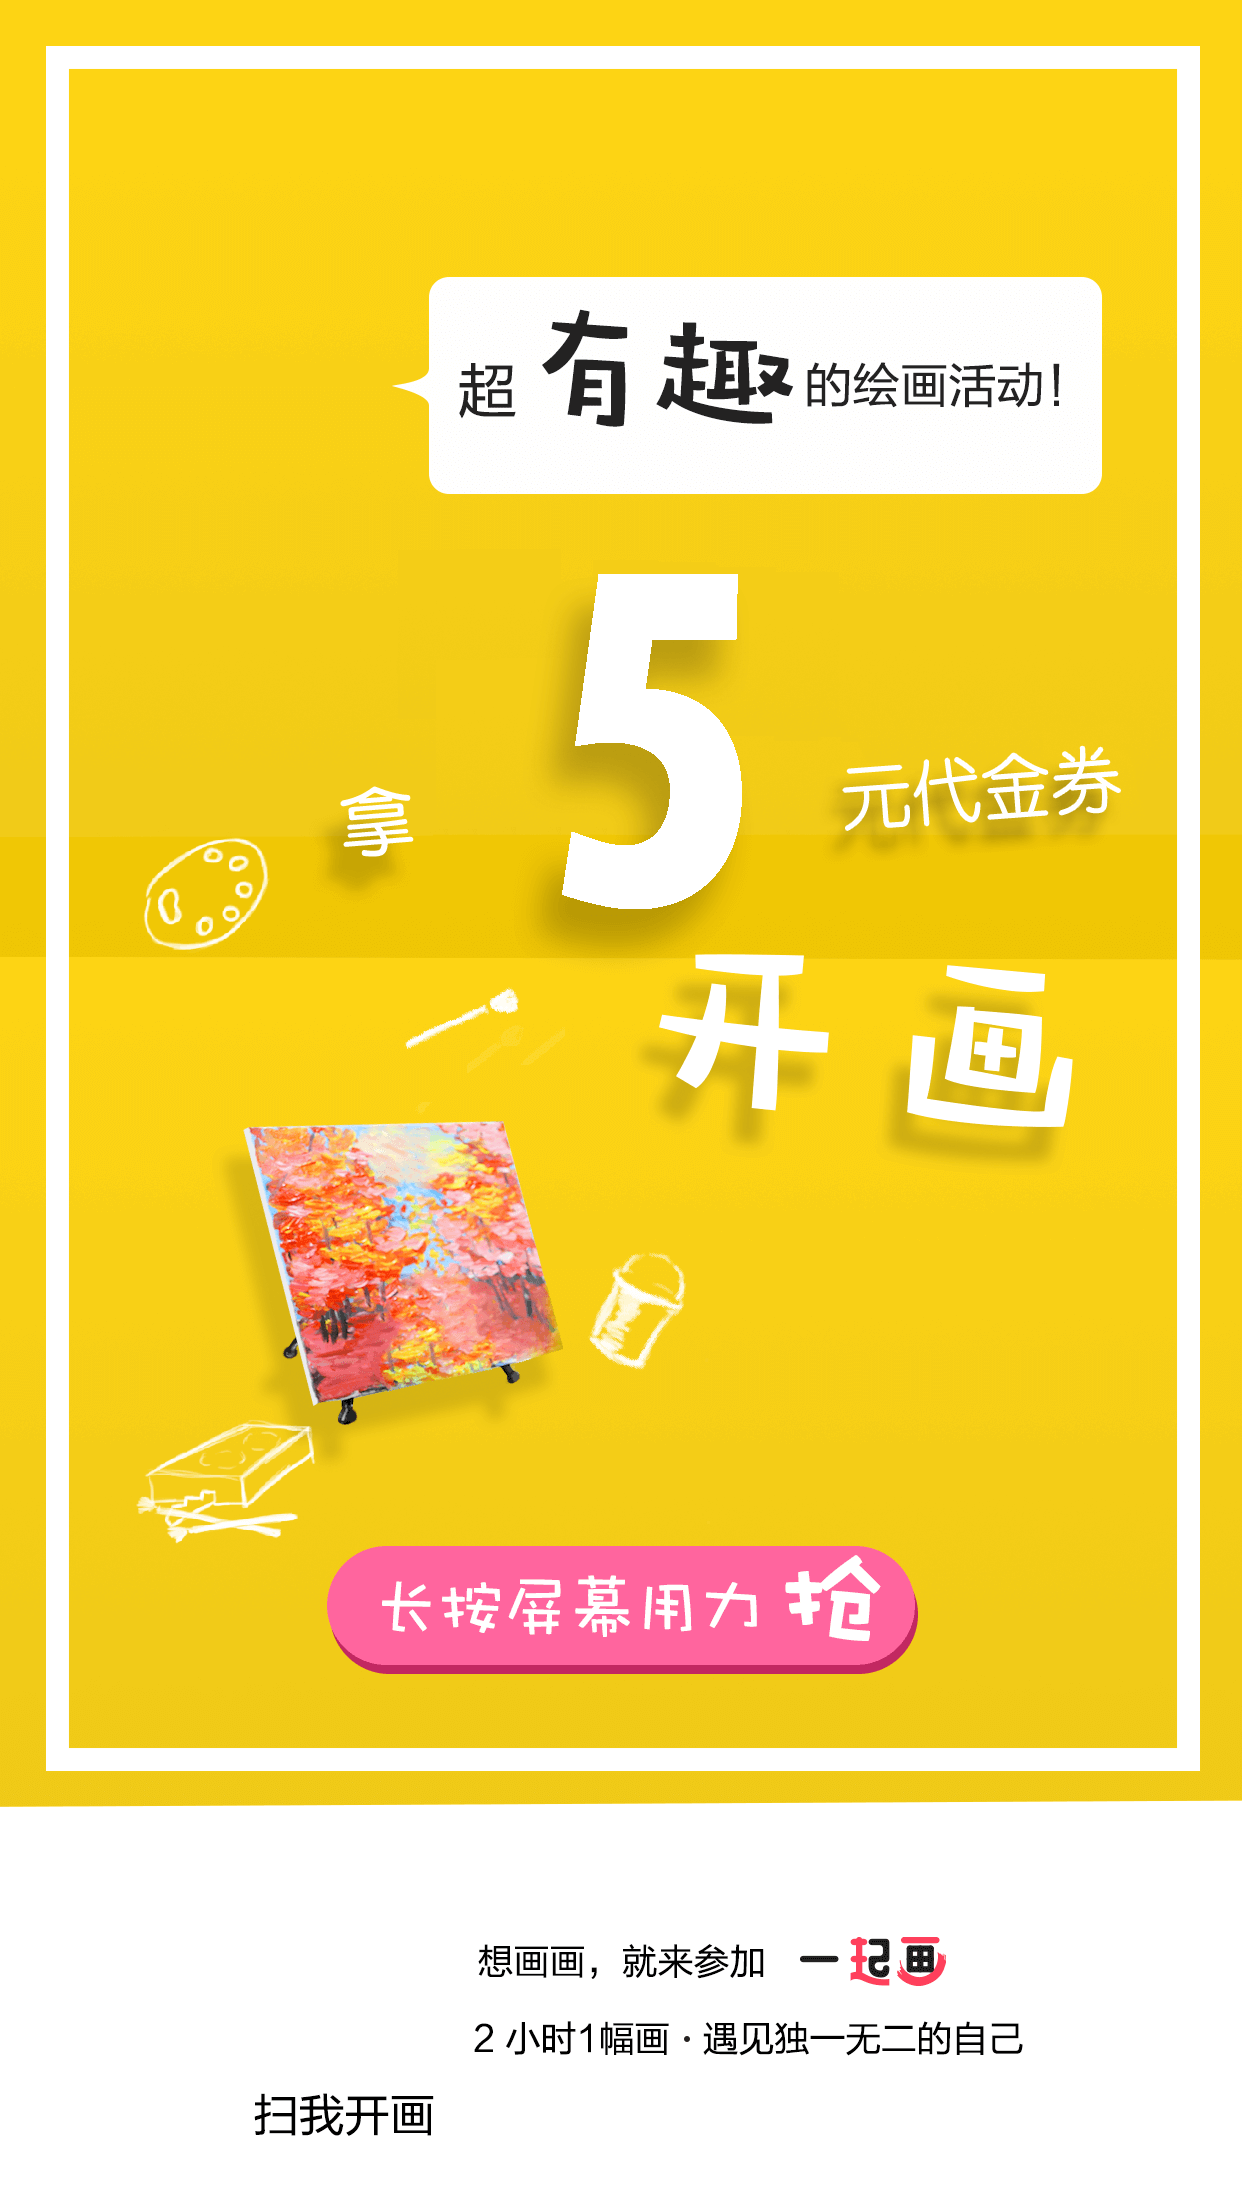 超有趣的绘画活动!
拿5元代金券
开画
长按屏幕用力抢
想画画，就来参加 一起画
2小时1幅画·遇见独一无二的自己
扫我开画